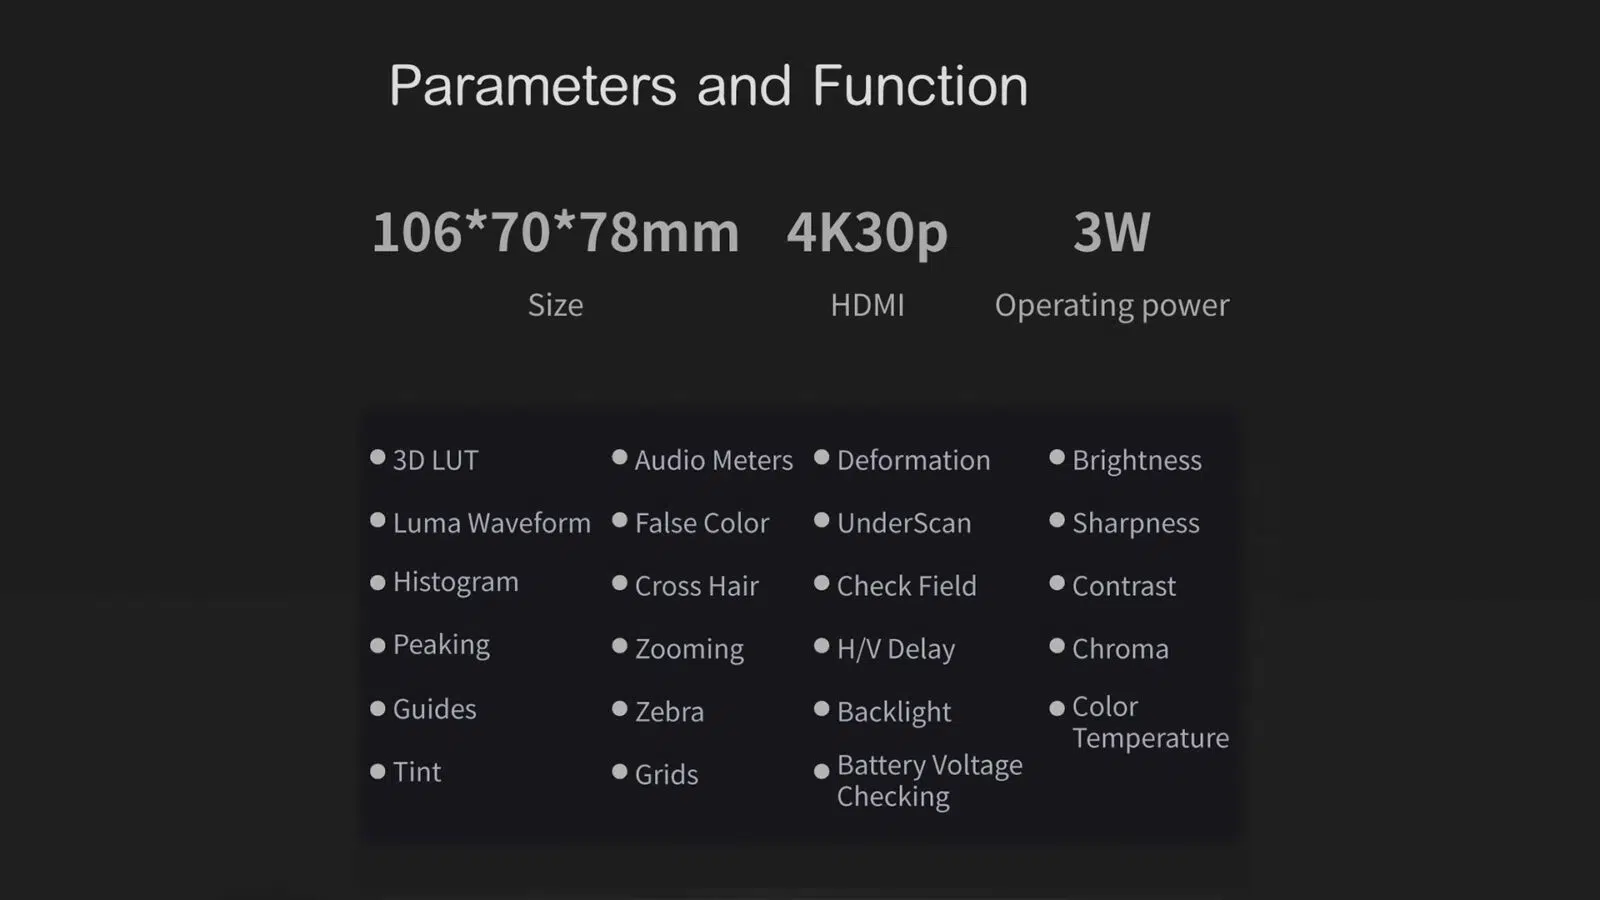 Parameters and Function
106*70*78mm
Size
4K30p
HDMI
3W
Operating power
3D LUT
Luma Waveform
Histogram
Peaking
Guides
Tint
Audio Meters
False Color
Cross Hair
Zooming
Zebra
Grids
Deformation
UnderScan
Check Field
H/V Delay
Backlight
Battery Voltage
Checking
Brightness
Sharpness
Contrast
Chroma
Color
Temperature